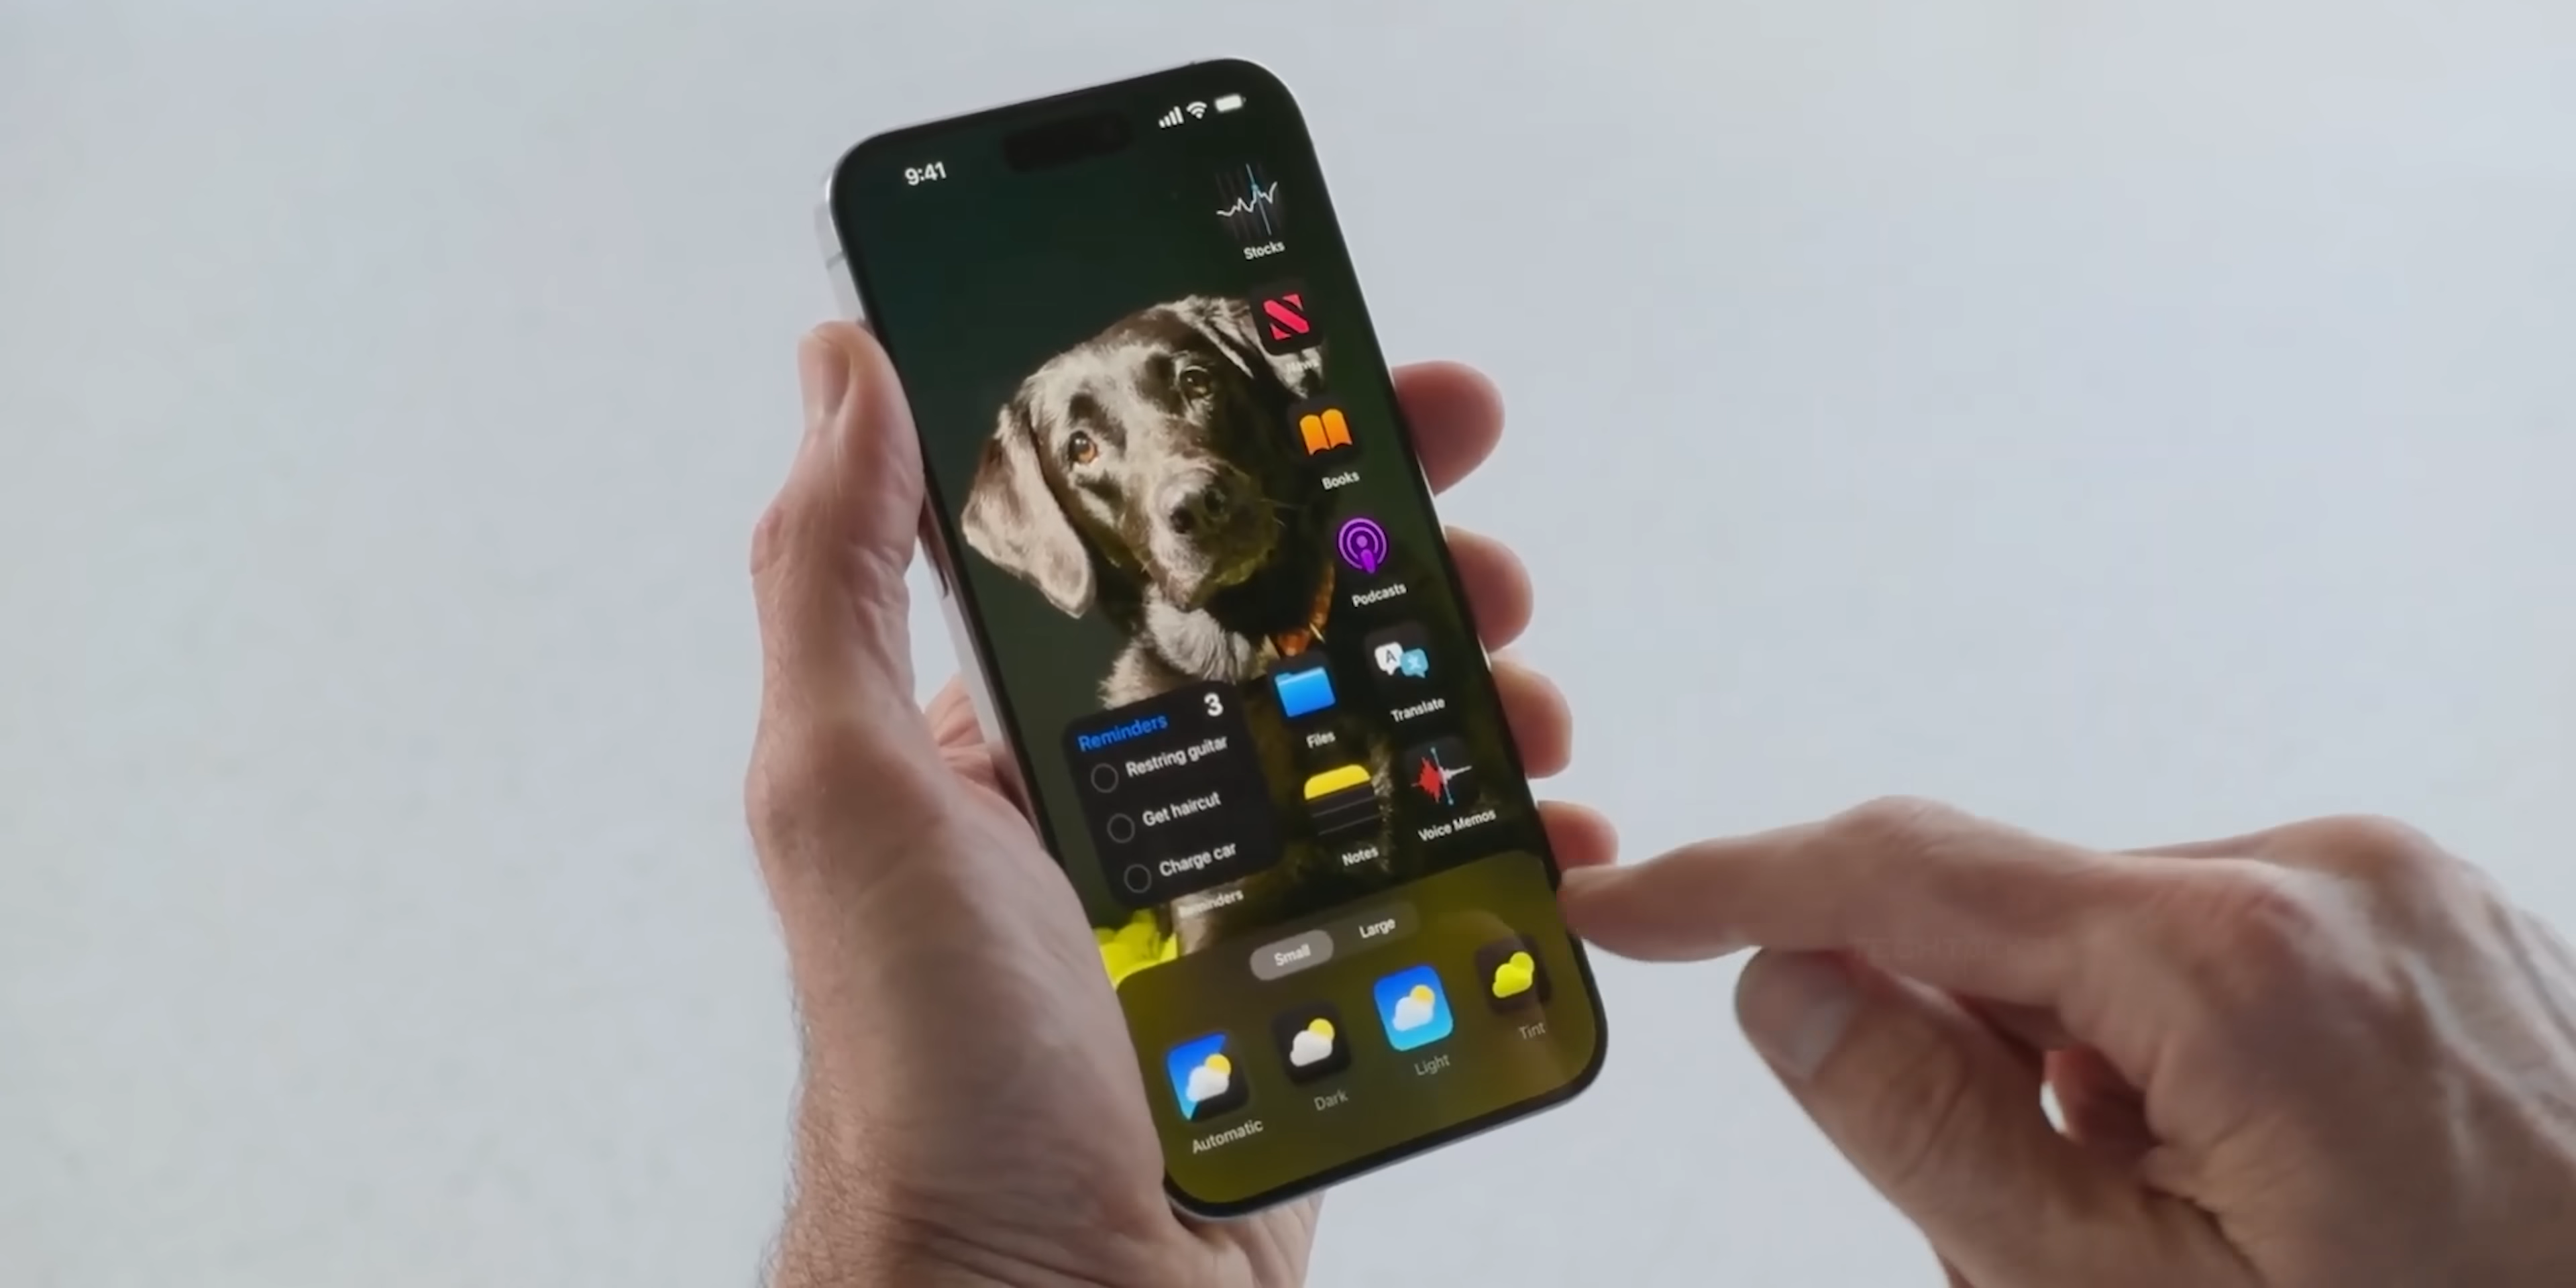 9:41
Stocks
News
Books
Podcasts
Translate
Files
Voice Memos
Notes
Reminders 3
Restring guitar
Get haircut
Charge car
Reminders
Small Large
Automatic Dark Light Tint